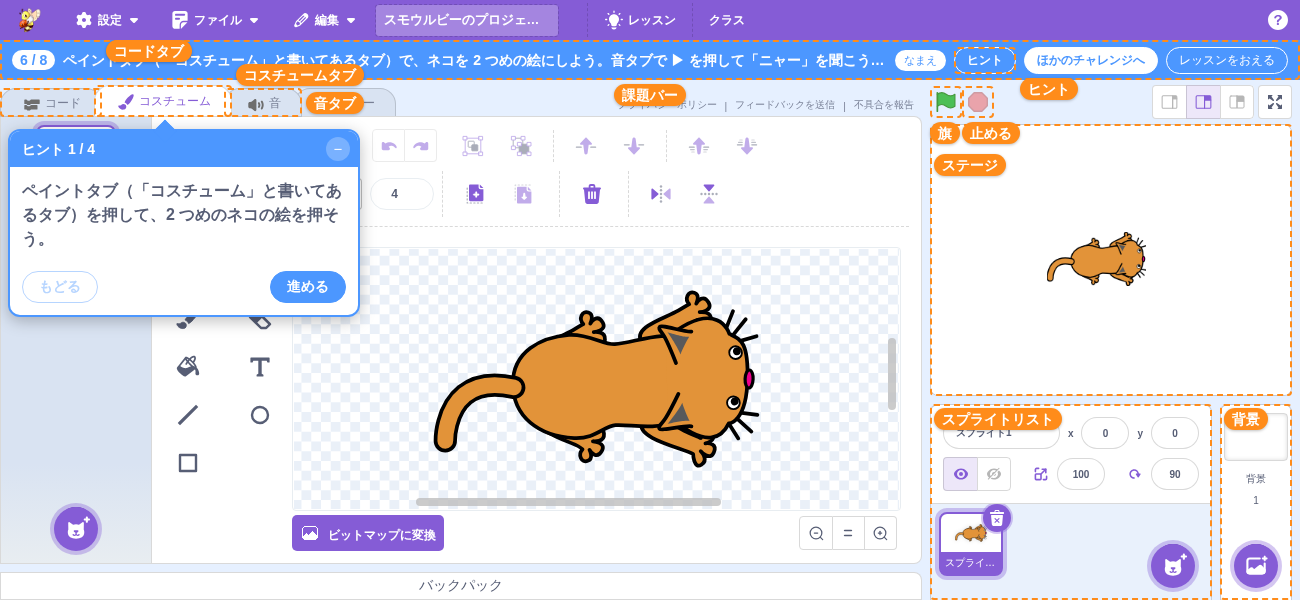 設定
ファイル
編集
スモウルビーのプロジェ…
レッスン
クラス
?
コードタブ
6 / 8
コスチューム」と書いてあるタブ）で、ネコを 2 つめの絵にしよう。音タブで ▶ を押して「ニャー」を聞こう…
なまえ
ヒント
ほかのチャレンジへ
レッスンをおえる
コスチュームタブ
音タブ
課題バー
ヒント
コード
コスチューム
音
ポリシー | フィードバックを送信 | 不具合を報告
旗
止める
ステージ
ヒント 1 / 4
ペイントタブ（「コスチューム」と書いてあ
るタブ）を押して、2 つめのネコの絵を押そ
う。
もどる
進める
4
ビットマップに変換
バックパック
スプライトリスト
スプライト1
x
0
y
0
100
90
スプライ…
背景
背景
1